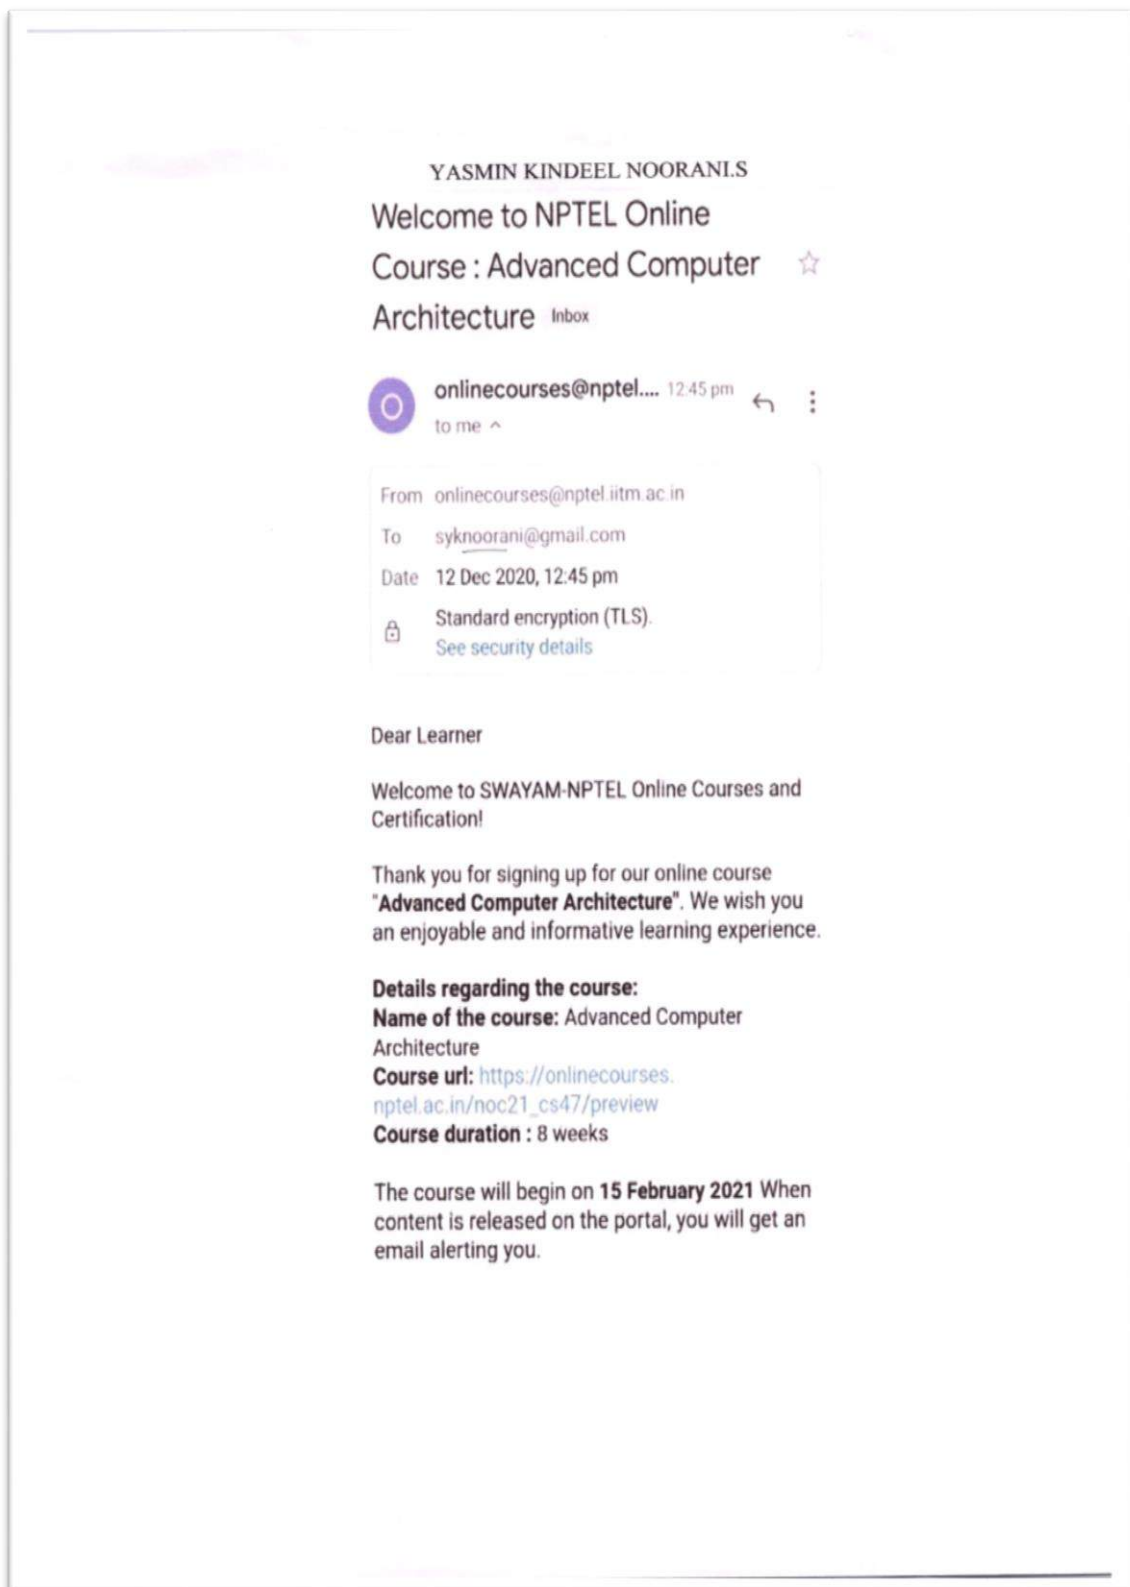 YASMIN KINDEEL NOORANI.S
Welcome to NPTEL Online
Course : Advanced Computer
Architecture Inbox
O
onlinecourses@nptel.... 12:45 pm
to me
From onlinecourses@nptel.iitm.ac.in
To syknoorani@gmail.com
Date 12 Dec 2020, 12:45 pm
Standard encryption (TLS).
See security details
Dear Learner
Welcome to SWAYAM-NPTEL Online Courses and
Certification!
Thank you for signing up for our online course
"Advanced Computer Architecture". We wish you
an enjoyable and informative learning experience.
Details regarding the course:
Name of the course: Advanced Computer
Architecture
Course url: https://onlinecourses.
nptel.ac.in/noc21_cs47/preview
Course duration : 8 weeks
The course will begin on 15 February 2021 When
content is released on the portal, you will get an
email alerting you.